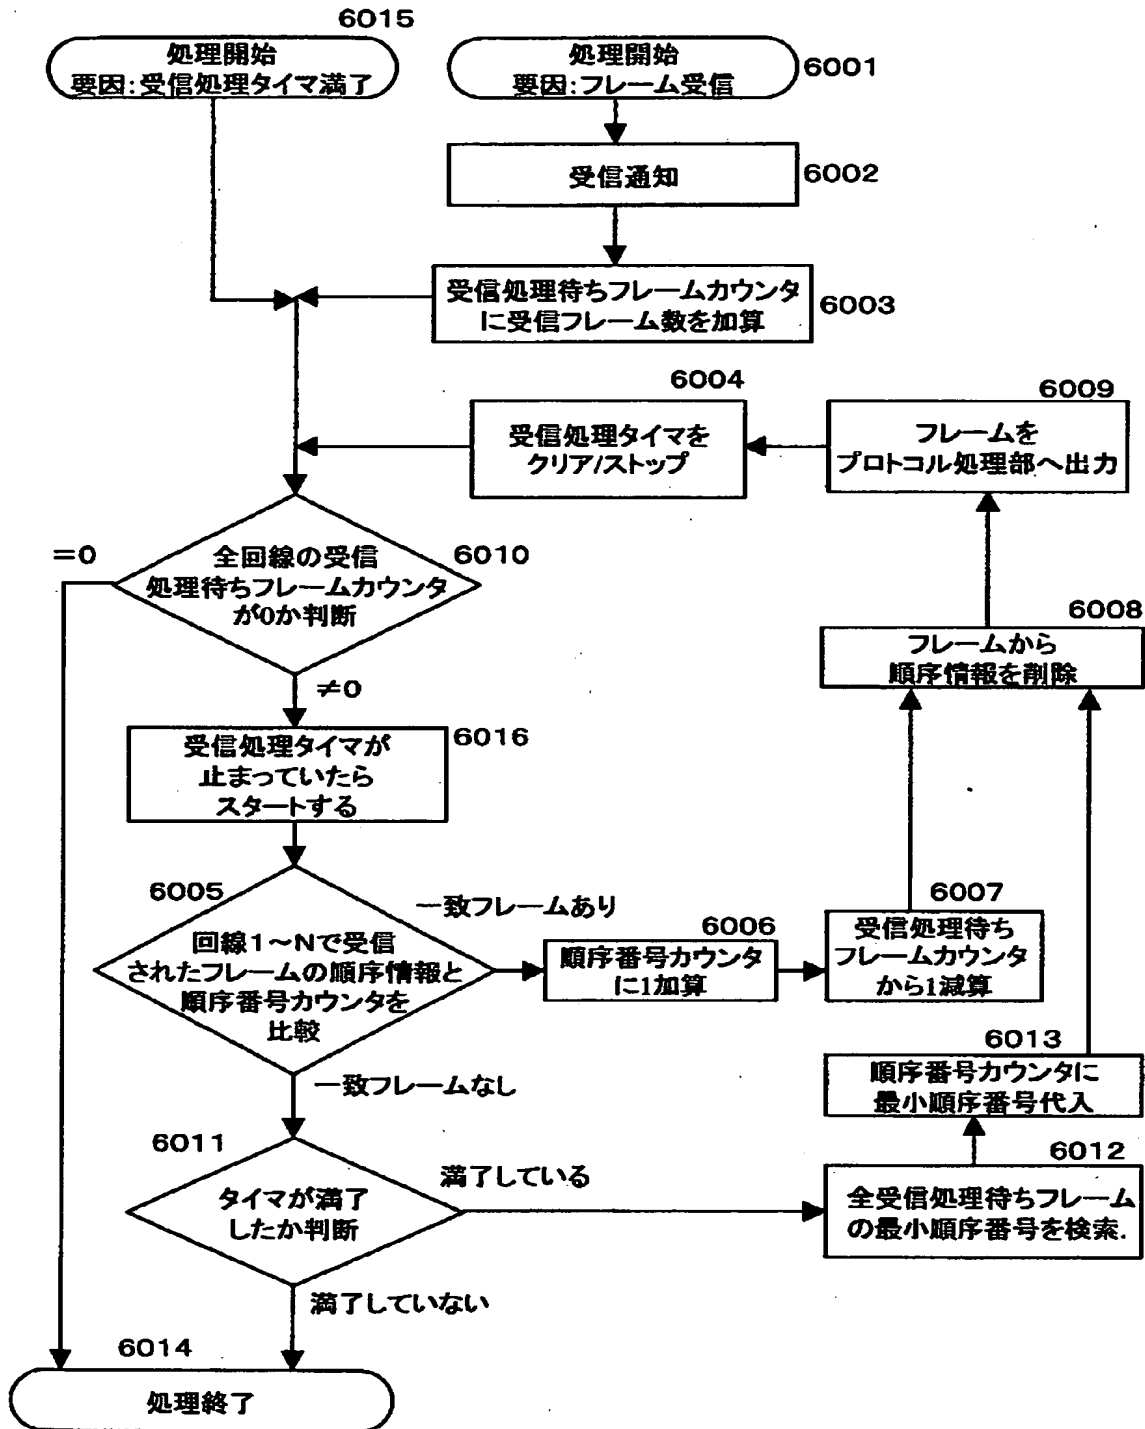 6015
処理開始
要因:受信処理タイマ満了
処理開始
要因:フレーム受信
6001
受信通知
6002
受信処理待ちフレームカウンタ
に受信フレーム数を加算
6003
6004
受信処理タイマを
クリア/ストップ
6009
フレームを
プロトコル処理部へ出力
=0
全回線の受信
処理待ちフレームカウンタ
が0か判断
6010
≠0
6008
フレームから
順序情報を削除
受信処理タイマが
止まっていたら
スタートする
6016
6005
回線1~Nで受信
されたフレームの順序情報と
順序番号カウンタを
比較
一致フレームあり
6006
順序番号カウンタ
に1加算
6007
受信処理待ち
フレームカウンタ
から1減算
一致フレームなし
6013
順序番号カウンタに
最小順序番号代入
6011
タイマが満了
したか判断
満了している
6012
全受信処理待ちフレーム
の最小順序番号を検索.
満了していない
6014
処理終了